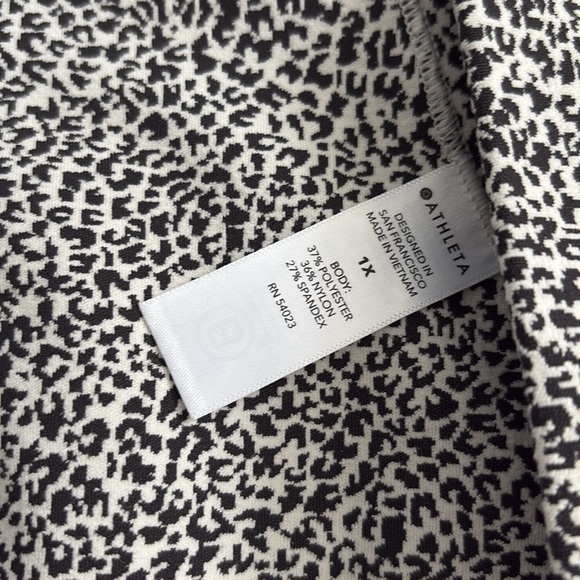 ATHLETA
DESIGNED IN
SAN FRANCISCO
MADE IN VIETNAM
1X
BODY:
37% POLYESTER
36% NYLON
27% SPANDEX
RN 54023